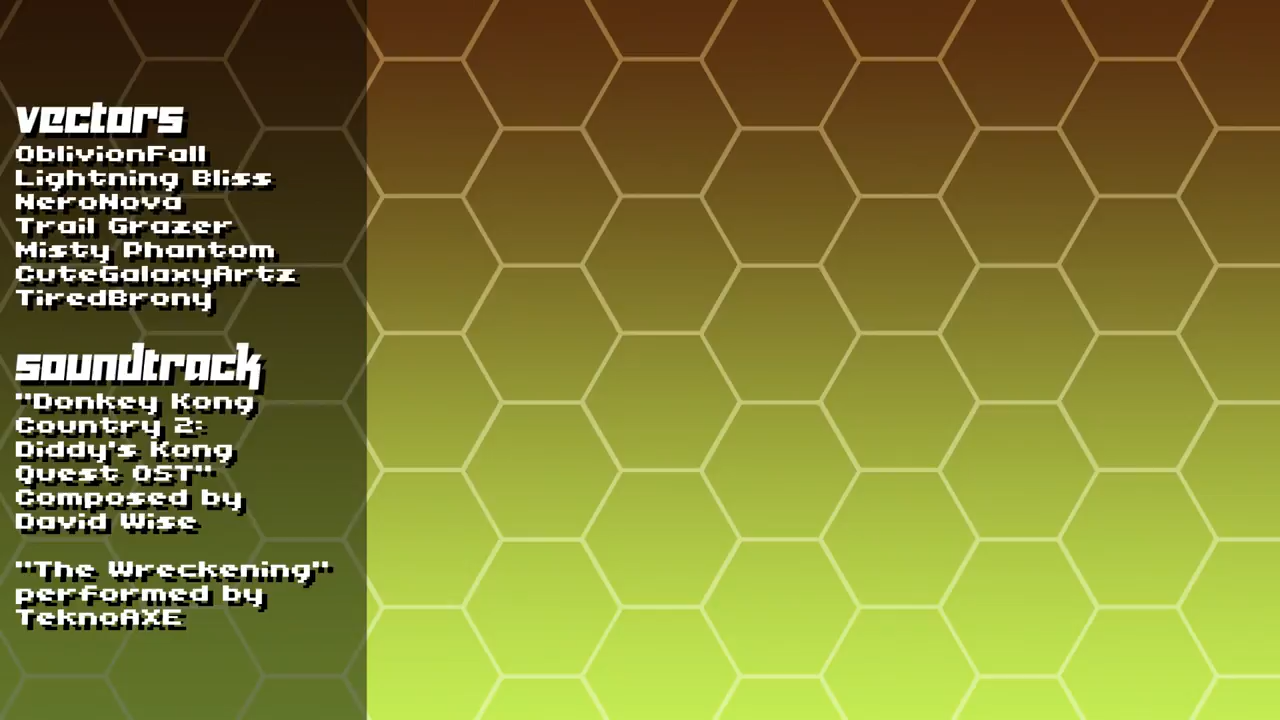 vectors
OblivionFall
Lightning Bliss
NeroNova
Trail Grazer
Misty Phantom
CuteGalaxyArtz
TiredBrony
soundtrack
"Donkey Kong
Country 2:
Diddy's Kong
Quest OST"
Composed by
David Wise
"The Wreckening"
performed by
TeknoAXE